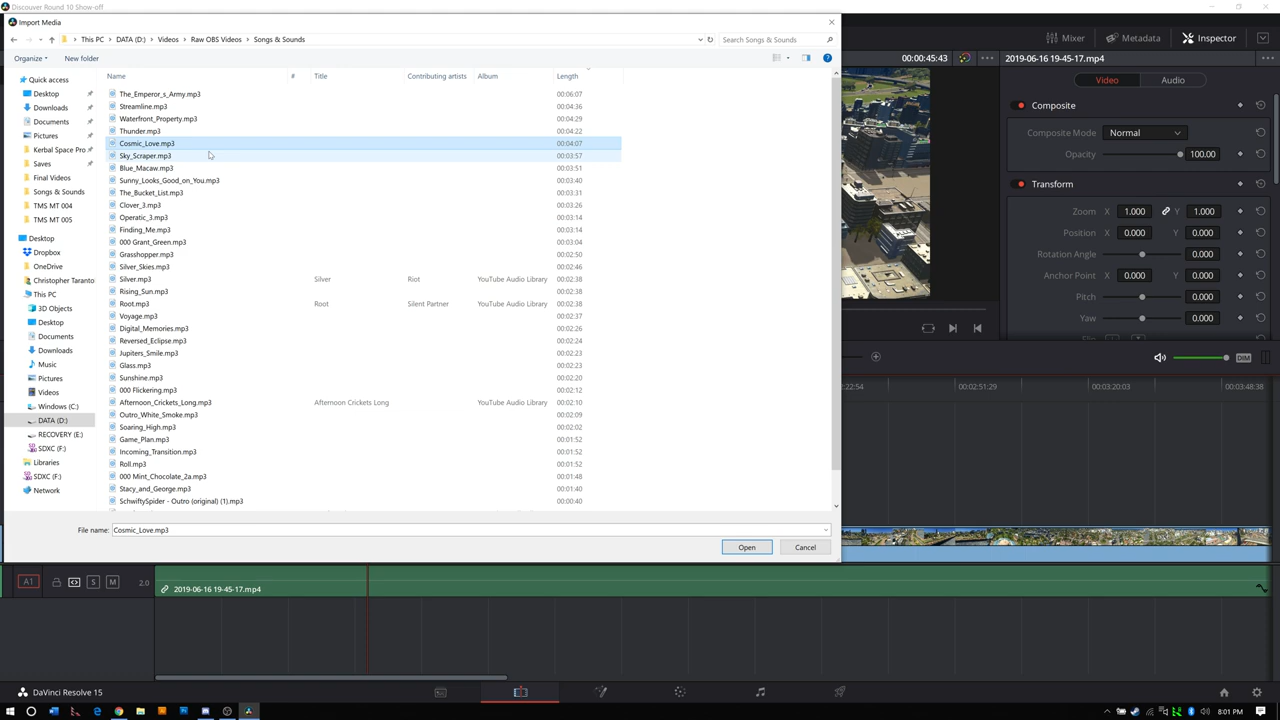 Discouver Round 10 Show-off
Import Media
This PC > DATA (D:) > Videos > Raw OBS Videos > Songs & Sounds
Search Songs & Sounds
Organize
New folder
Name # Title Contributing artists Album Length
Quick access
Desktop
Downloads
Documents
Pictures
Kerbal Space Pro
Saves
Final Videos
Songs & Sounds
TMS MT 004
TMS MT 005
Desktop
Dropbox
OneDrive
Christopher Taranto
This PC
3D Objects
Desktop
Documents
Downloads
Music
Pictures
Videos
Windows (C:)
DATA (D:)
RECOVERY (E:)
SDXC (F:)
Libraries
SDXC (F:)
Network
The_Emperor_s_Army.mp3 00:06:07
Streamline.mp3 00:04:36
Waterfront_Property.mp3 00:04:29
Thunder.mp3 00:04:22
Cosmic_Love.mp3 00:04:07
Sky_Scraper.mp3 00:03:57
Blue_Macaw.mp3 00:03:51
Sunny_Looks_Good_on_You.mp3 00:03:40
The_Bucket_List.mp3 00:03:31
Clover_3.mp3 00:03:26
Operatic_3.mp3 00:03:14
Finding_Me.mp3 00:03:14
000 Grant_Green.mp3 00:03:04
Grasshopper.mp3 00:02:50
Silver_Skies.mp3 00:02:46
Silver.mp3 Silver Riot YouTube Audio Library 00:02:38
Rising_Sun.mp3 00:02:38
Root.mp3 Root Silent Partner YouTube Audio Library 00:02:38
Voyage.mp3 00:02:37
Digital_Memories.mp3 00:02:26
Reversed_Eclipse.mp3 00:02:24
Jupiters_Smile.mp3 00:02:23
Glass.mp3 00:02:23
Sunshine.mp3 00:02:20
000 Flickering.mp3 00:02:12
Afternoon_Crickets_Long.mp3 Afternoon Crickets Long YouTube Audio Library 00:02:10
Outro_White_Smoke.mp3 00:02:09
Soaring_High.mp3 00:02:02
Game_Plan.mp3 00:01:52
Incoming_Transition.mp3 00:01:52
Roll.mp3 00:01:52
000 Mint_Chocolate_2a.mp3 00:01:48
Stacy_and_George.mp3 00:01:40
SchwiftySpider - Outro (original) (1).mp3 00:00:40
File name: Cosmic_Love.mp3
Open
Cancel
Mixer
Metadata
Inspector
00:00:45:43
2019-06-16 19-45-17.mp4
Video
Audio
Composite
Composite Mode Normal
Opacity 100.00
Transform
Zoom X 1.000 Y 1.000
Position X 0.000 Y 0.000
Rotation Angle 0.000
Anchor Point X 0.000 Y 0.000
Pitch 0.000
Yaw 0.000
DIM
:22:54
00:02:51:29
00:03:20:03
00:03:48:38
A1
S
M
2.0
2019-06-16 19-45-17.mp4
DaVinci Resolve 15
8:01 PM